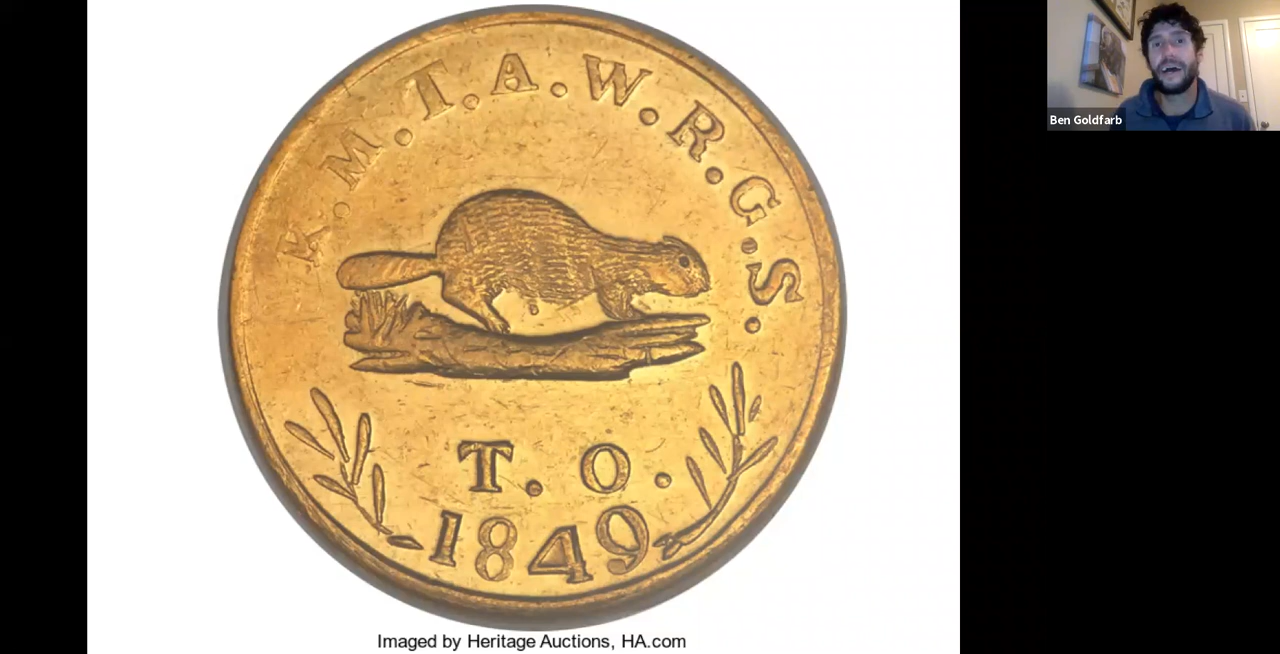 K.M.T.A.W.R.G.S.
T. O.
1849
Imaged by Heritage Auctions, HA.com
Ben Goldfarb